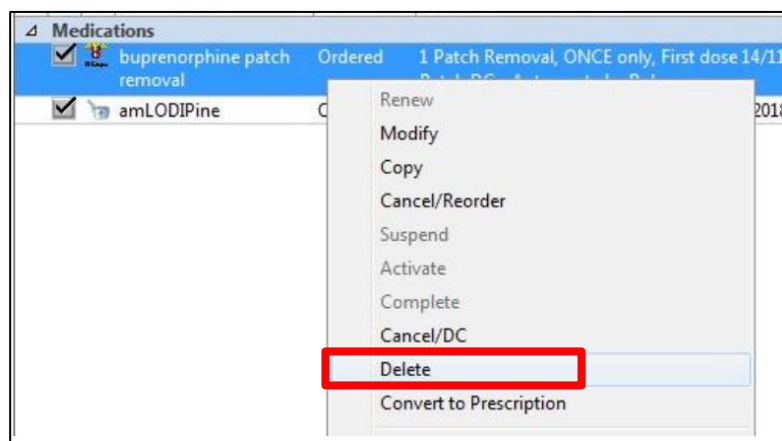 Medications
buprenorphine patch Ordered 1 Patch Removal, ONCE only, First dose 14/11
removal
amLODIPine 2018
Renew
Modify
Copy
Cancel/Reorder
Suspend
Activate
Complete
Cancel/DC
Delete
Convert to Prescription